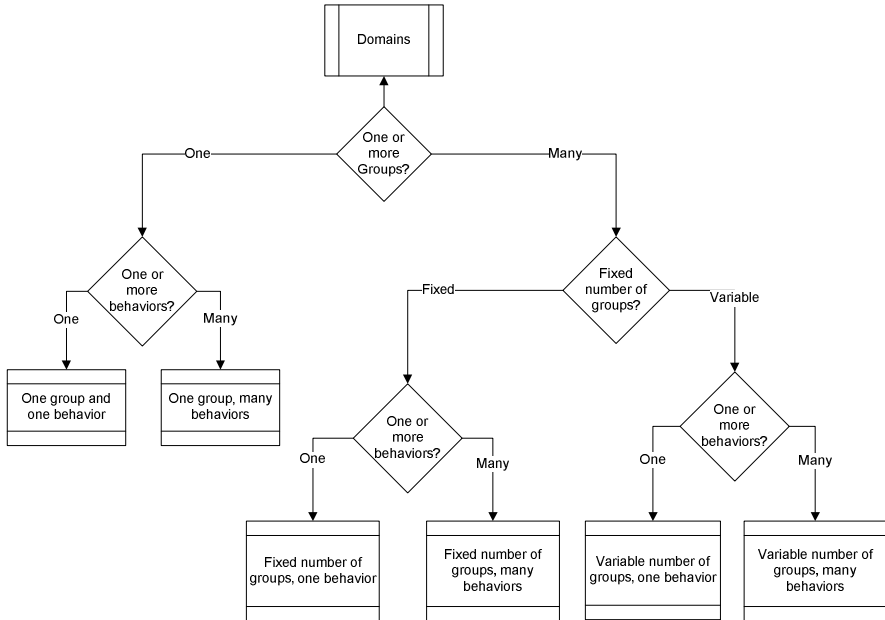 Domains
One or
more
Groups?
One
Many
One or
more
behaviors?
One
Many
One group and
one behavior
One group, many
behaviors
Fixed
number of
groups?
Fixed
Variable
One or
more
behaviors?
One
Many
Fixed number of
groups, one behavior
Fixed number of
groups, many
behaviors
One or
more
behaviors?
One
Many
Variable number of
groups, one behavior
Variable number of
groups, many
behaviors